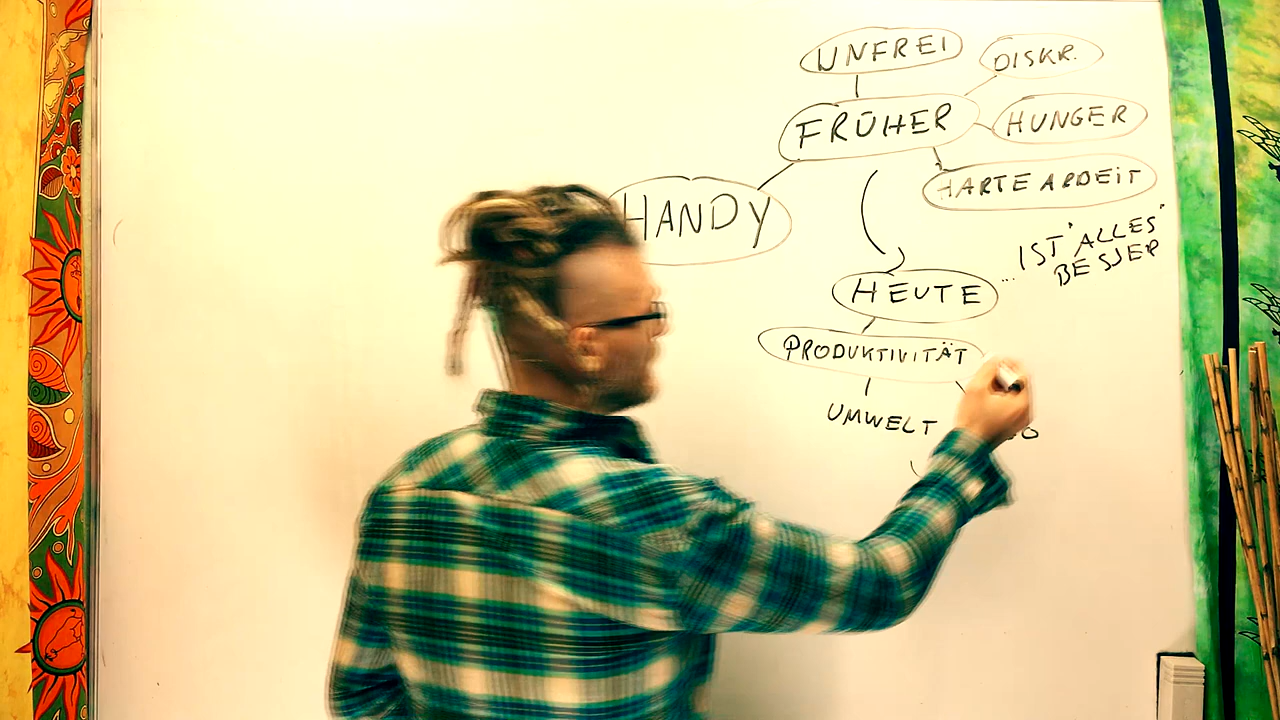 UNFREI
DISKR.
FRÜHER
HUNGER
HARTE ARBEIT
HANDY
HEUTE
... IST "ALLES"
BESSER
PRODUKTIVITÄT
UMWELT